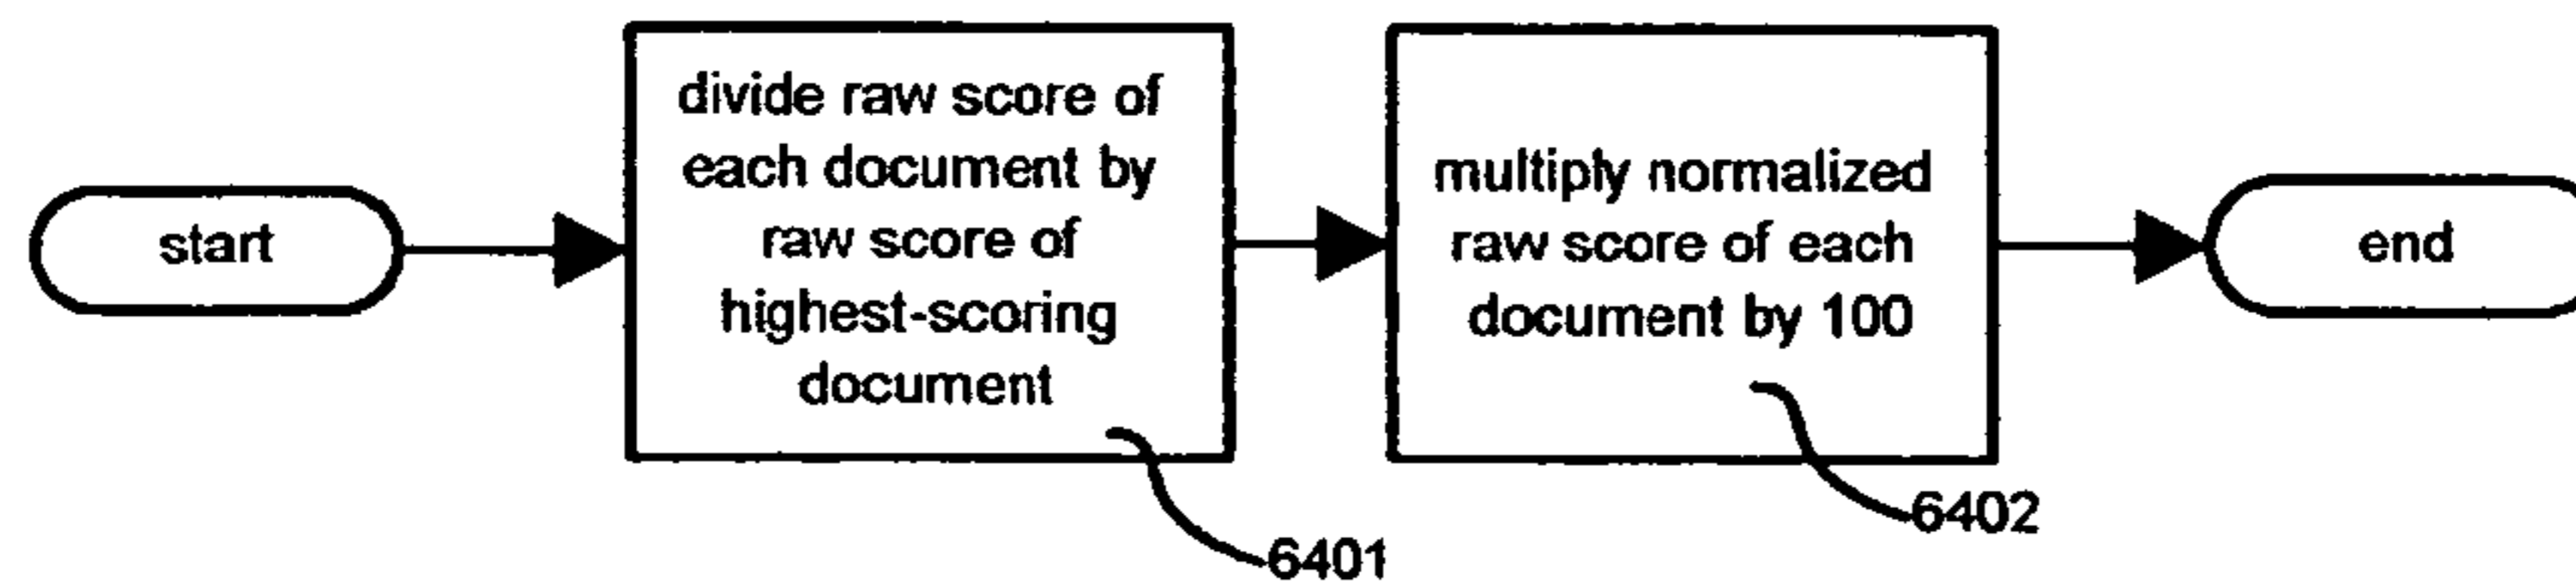 start
divide raw score of
each document by
raw score of
highest-scoring
document
multiply normalized
raw score of each
document by 100
end
6401
6402